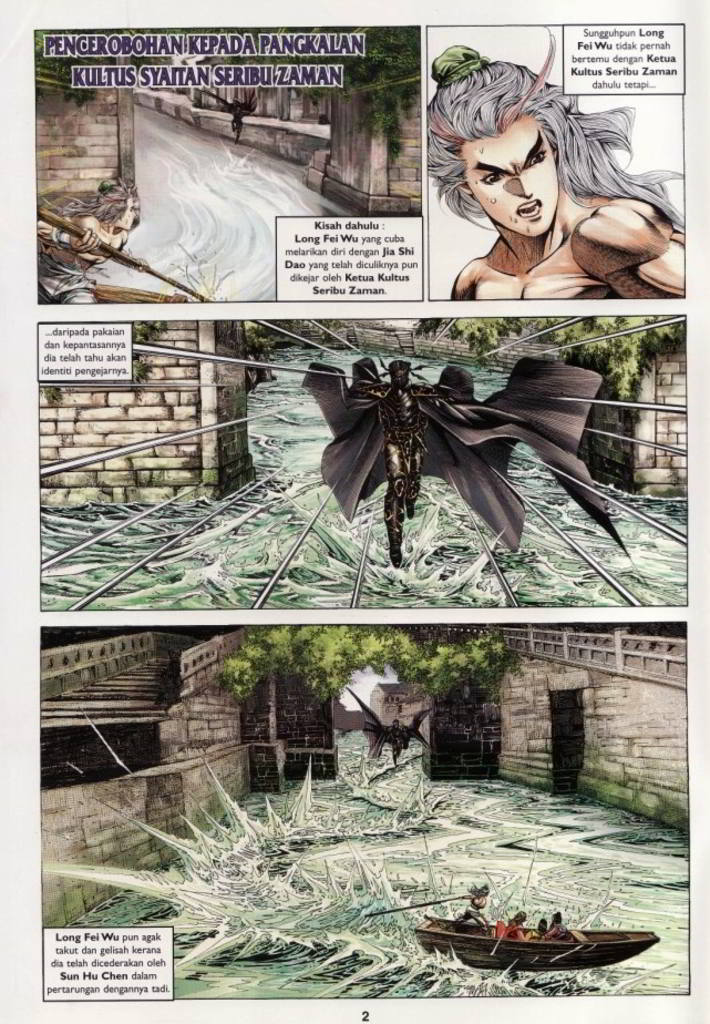 PENCEROBOHAN KEPADA PANGKALAN
KULTUS SYAITAN SERIBU ZAMAN
Kisah dahulu :
Long Fei Wu yang cuba
melarikan diri dengan Jia Shi
Dao yang telah diculiknya pun
dikejar oleh Ketua Kultus
Seribu Zaman.
Sungguhpun Long
Fei Wu tidak pernah
bertemu dengan Ketua
Kultus Seribu Zaman
dahulu tetapi...
...daripada pakaian
dan kepantasannya
dia telah tahu akan
identiti pengejarnya.
Long Fei Wu pun agak
takut dan gelisah kerana
dia telah dicederakan oleh
Sun Hu Chen dalam
pertarungan dengannya tadi.
2